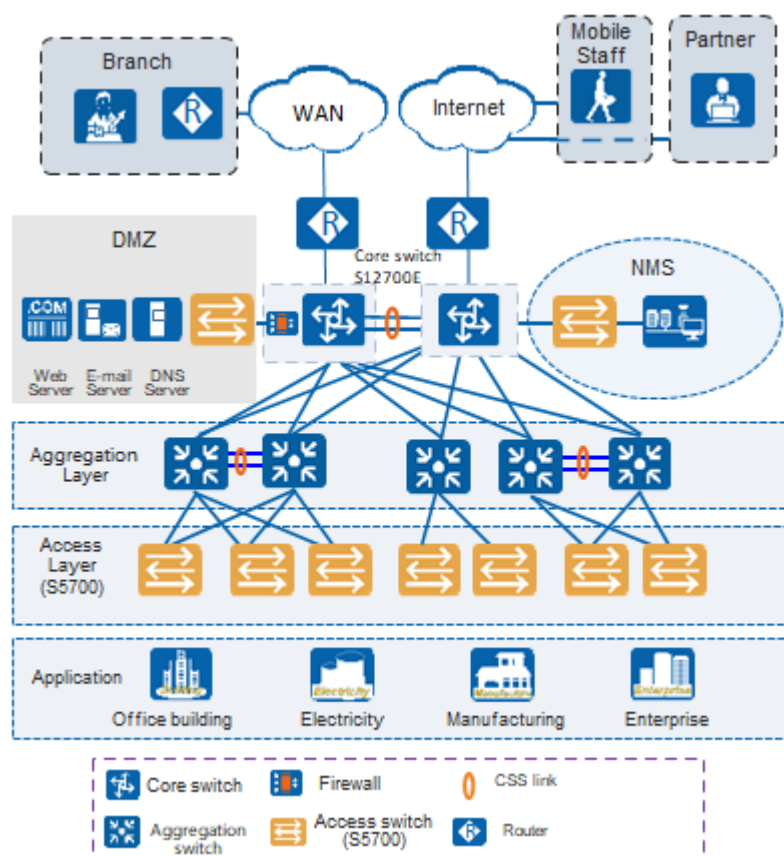 Branch
WAN
Internet
Mobile
Staff
Partner
R
R
R
DMZ
Core switch
S12700E
NMS
.COM
Web
Server
E-mail
Server
DNS
Server
Aggregation
Layer
Access
Layer
(S5700)
Application
Office building
Electricity
Electricity
Manufacturing
Enterprise
Enterprise
Core switch
Firewall
CSS link
Aggregation
switch
Access switch
(S5700)
R
Router